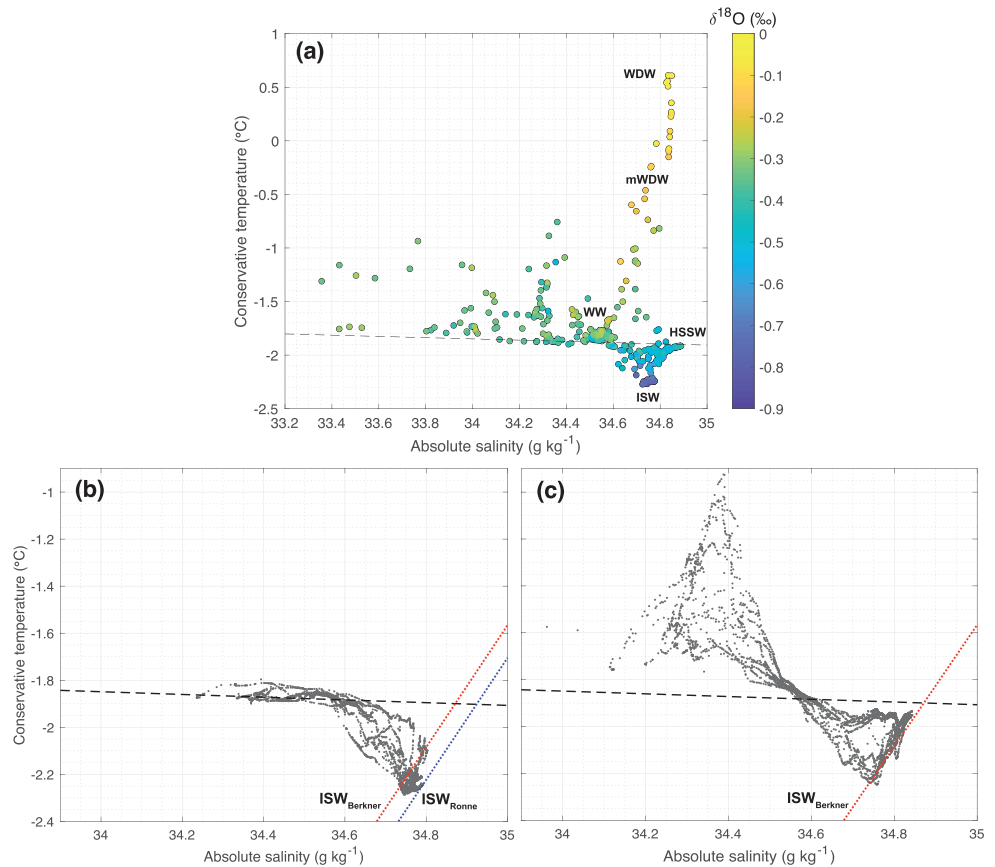 δ¹⁸O (‰)
(a)
1
0.5
0
-0.5
-1
-1.5
-2
-2.5
Conservative temperature (°C)
WDW
mWDW
WW
HSSW
ISW
33.2 33.4 33.6 33.8 34 34.2 34.4 34.6 34.8 35
Absolute salinity (g kg⁻¹)
0
-0.1
-0.2
-0.3
-0.4
-0.5
-0.6
-0.7
-0.8
-0.9
(b)
-1
-1.2
-1.4
-1.6
-1.8
-2
-2.2
-2.4
Conservative temperature (°C)
ISW_Berkner ISW_Ronne
34 34.2 34.4 34.6 34.8 35
Absolute salinity (g kg⁻¹)
(c)
ISW_Berkner
34 34.2 34.4 34.6 34.8 35
Absolute salinity (g kg⁻¹)